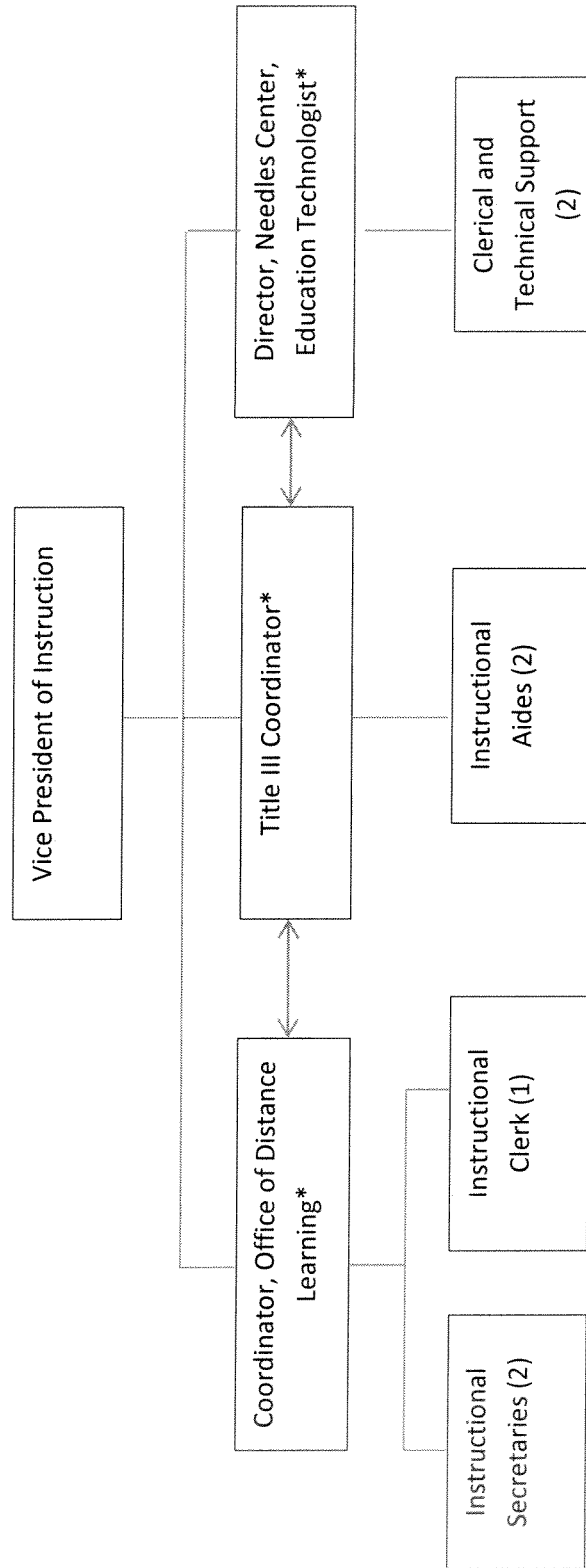 Vice President of Instruction
Coordinator, Office of Distance
Learning*
Title III Coordinator*
Director, Needles Center,
Education Technologist*
Instructional
Secretaries (2)
Instructional
Clerk (1)
Instructional
Aides (2)
Clerical and
Technical Support
(2)